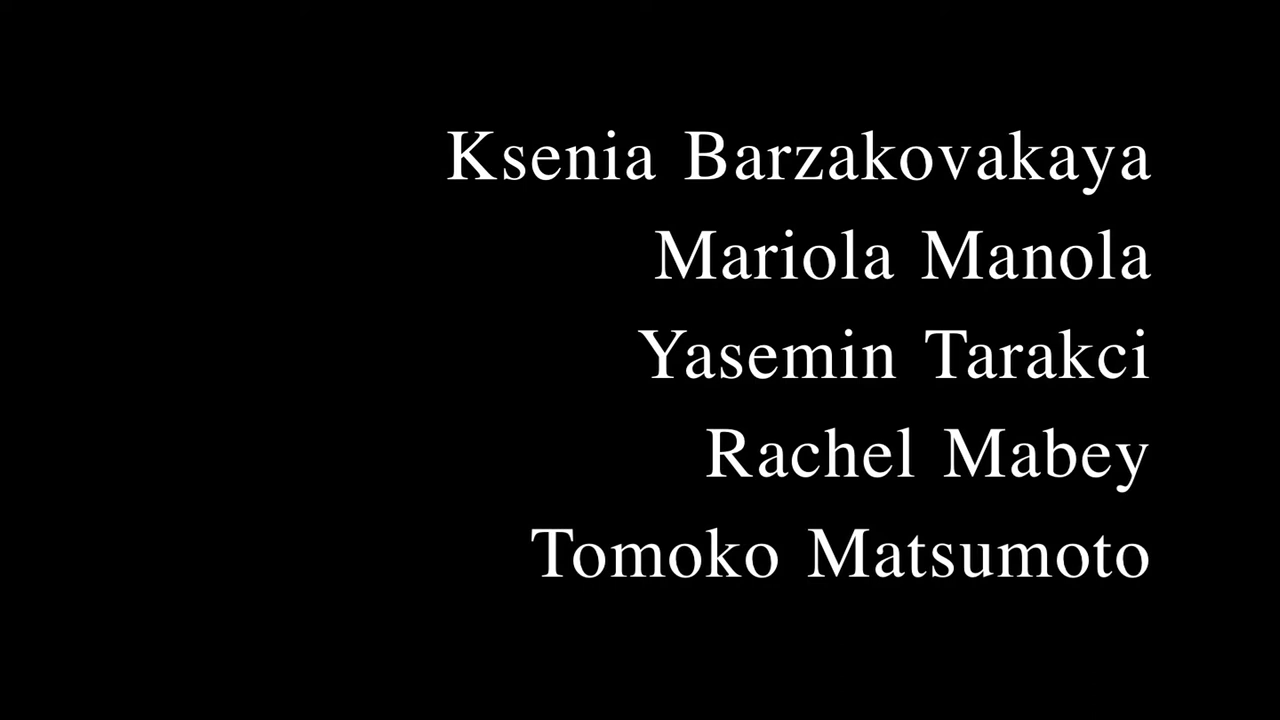 Ksenia Barzakovakaya
Mariola Manola
Yasemin Tarakci
Rachel Mabey
Tomoko Matsumoto